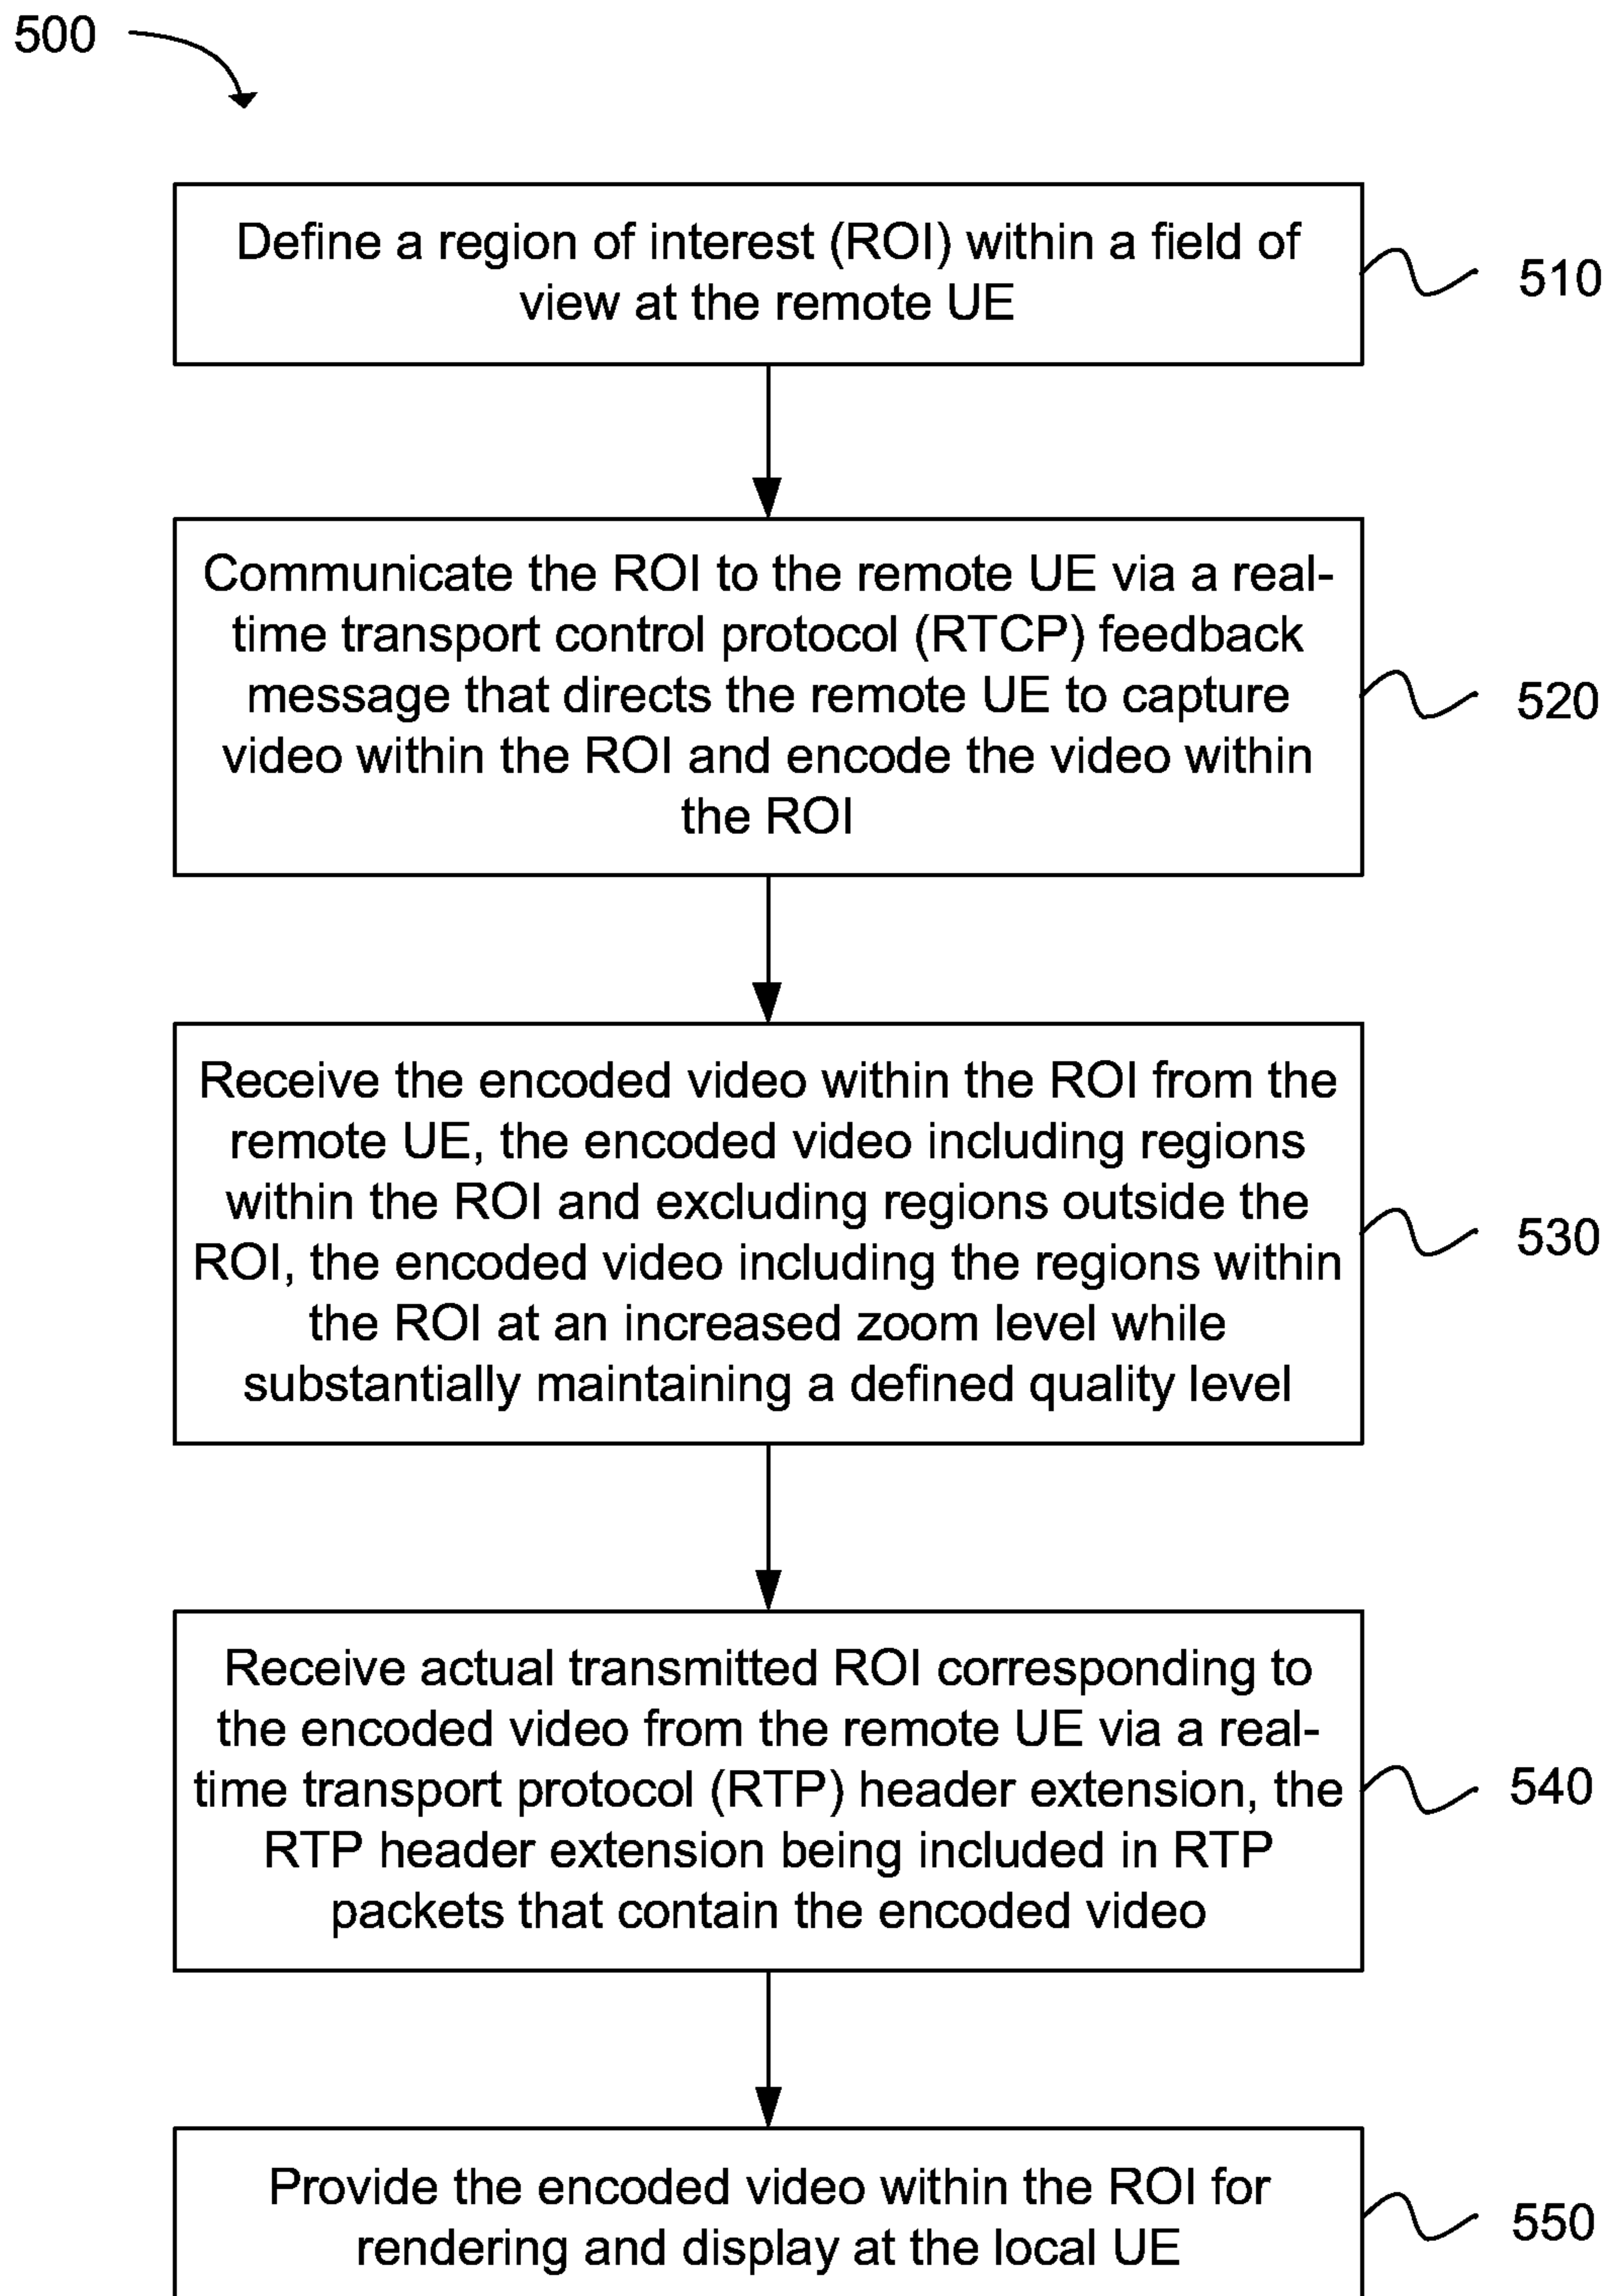 500
Define a region of interest (ROI) within a field of
view at the remote UE
510
Communicate the ROI to the remote UE via a real-
time transport control protocol (RTCP) feedback
message that directs the remote UE to capture
video within the ROI and encode the video within
the ROI
520
Receive the encoded video within the ROI from the
remote UE, the encoded video including regions
within the ROI and excluding regions outside the
ROI, the encoded video including the regions within
the ROI at an increased zoom level while
substantially maintaining a defined quality level
530
Receive actual transmitted ROI corresponding to
the encoded video from the remote UE via a real-
time transport protocol (RTP) header extension, the
RTP header extension being included in RTP
packets that contain the encoded video
540
Provide the encoded video within the ROI for
rendering and display at the local UE
550